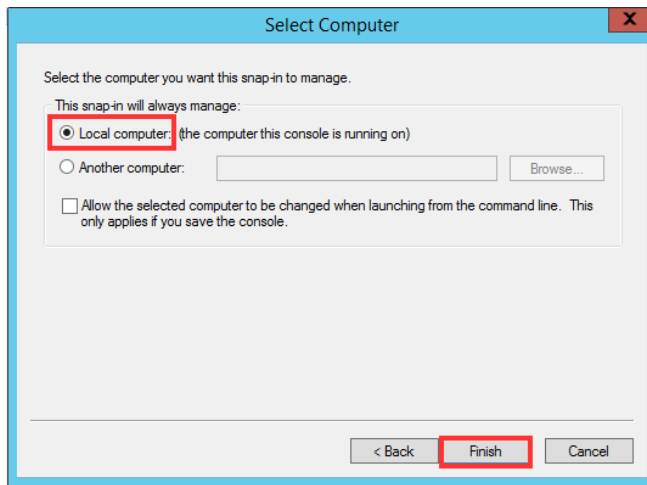 Select Computer
X
Select the computer you want this snap-in to manage.
This snap-in will always manage:
Local computer: (the computer this console is running on)
Another computer:
Browse...
Allow the selected computer to be changed when launching from the command line. This
only applies if you save the console.
< Back
Finish
Cancel